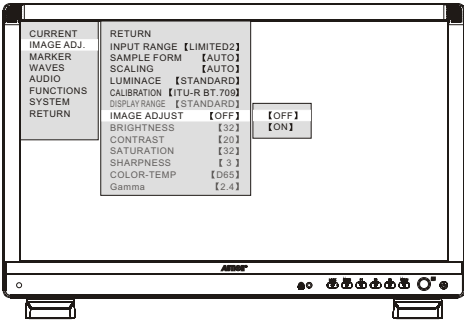 CURRENT
IMAGE ADJ.
MARKER
WAVES
AUDIO
FUNCTIONS
SYSTEM
RETURN
RETURN
INPUT RANGE【LIMITED2】
SAMPLE FORM 【AUTO】
SCALING 【AUTO】
LUMINACE 【STANDARD】
CALIBRATION【ITU-R BT.709】
DISPLAY RANGE 【STANDARD】
IMAGE ADJUST 【OFF】
BRIGHTNESS 【32】
CONTRAST 【20】
SATURATION 【32】
SHARPNESS 【 3 】
COLOR-TEMP 【D65】
Gamma 【2.4】
【OFF】
【ON】